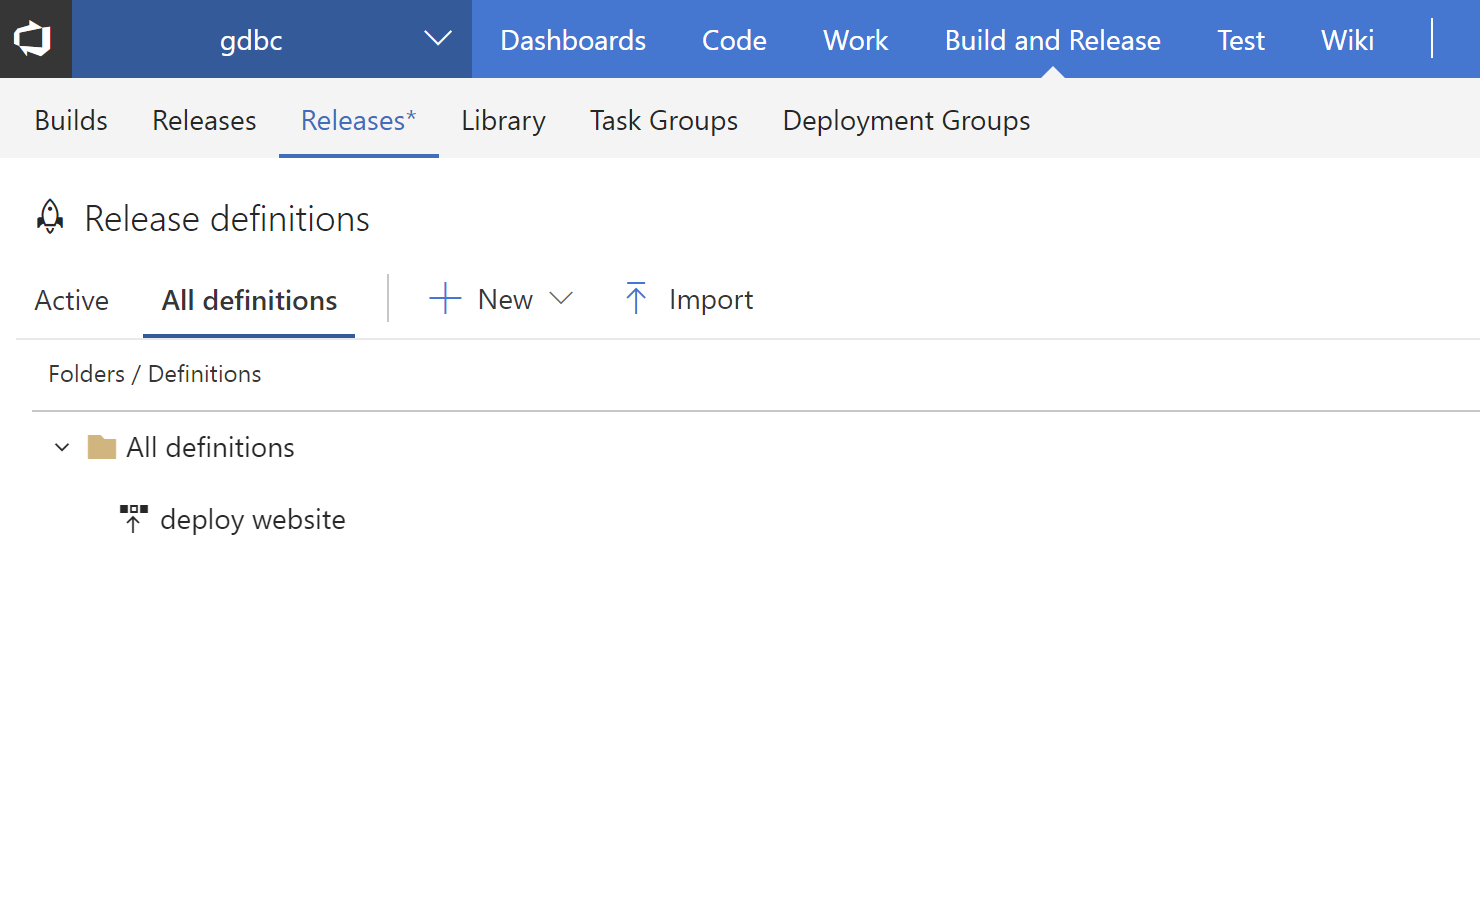 gdbc Dashboards Code Work Build and Release Test Wiki
Builds Releases Releases* Library Task Groups Deployment Groups
Release definitions
Active All definitions New Import
Folders / Definitions
All definitions
deploy website